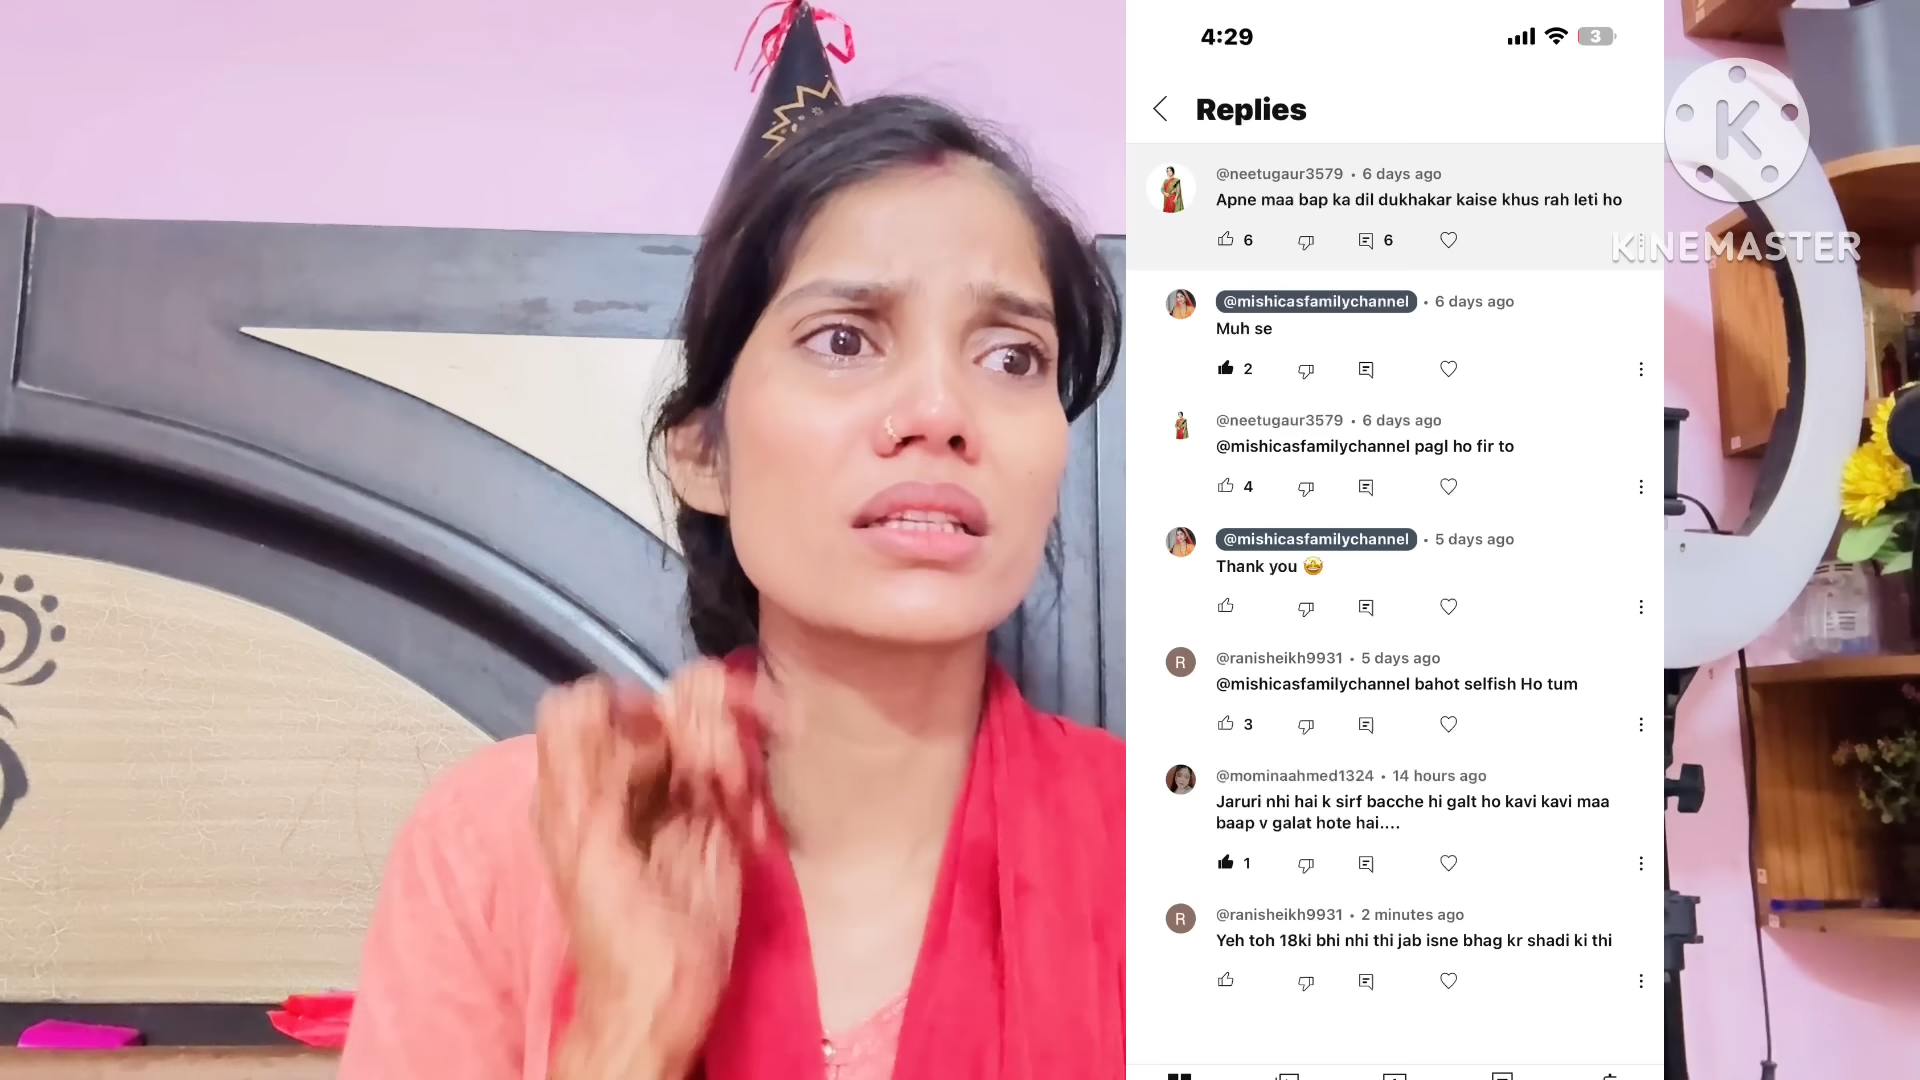 4:29
3
Replies
@neetugaur3579 • 6 days ago
Apne maa bap ka dil dukhakar kaise khus rah leti ho
6 6
@mishicasfamilychannel • 6 days ago
Muh se
2
@neetugaur3579 • 6 days ago
@mishicasfamilychannel pagl ho fir to
4
@mishicasfamilychannel • 5 days ago
Thank you 🤩
R
@ranisheikh9931 • 5 days ago
@mishicasfamilychannel bahot selfish Ho tum
3
@mominaahmed1324 • 14 hours ago
Jaruri nhi hai k sirf bacche hi galt ho kavi kavi maa
baap v galat hote hai....
1
R
@ranisheikh9931 • 2 minutes ago
Yeh toh 18ki bhi nhi thi jab isne bhag kr shadi ki thi
K
KINEMASTER